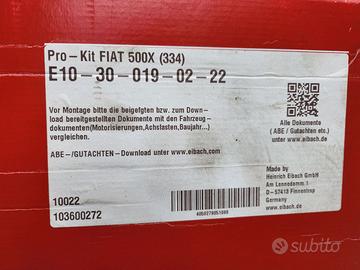 Pro-Kit FIAT 500X (334)
E10-30-019-02-22
Vor Montage bitte die beigefgten bzw. zum Down-
load bereitgestellten Dokumente mit den Fahrzeug-
dokumenten(Motorisierungen,Achslasten,Baujahr...)
vergleichen.
ABE-/GUTACHTEN-Download unter www.eibach.com
Alle Dokumente
( ABE / Gutachten etc.)
unter www.eibach.com
Made by
Heinrich Eibach GmbH
Am Lennedamm 1
D-57413 Finnentrop
Germany
www.eibach.com
10022
103600272
subito